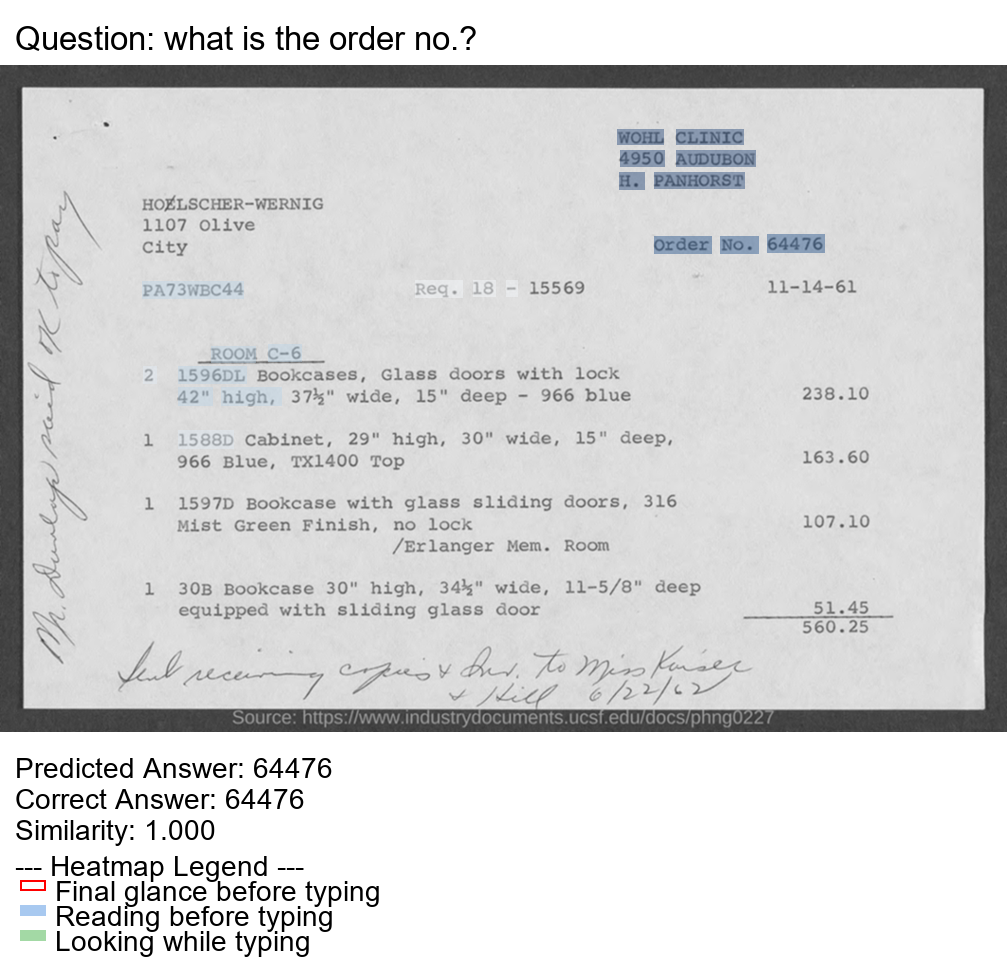 Question: what is the order no.?
WOHL CLINIC
4950 AUDUBON
H. PANHORST
HOELSCHER-WERNIG
1107 Olive
City
Order No. 64476
PA73WBC44 Req. 18 - 15569 11-14-61
ROOM C-6
2 1596DL Bookcases, Glass doors with lock
42" high, 37½" wide, 15" deep - 966 blue 238.10
1 1588D Cabinet, 29" high, 30" wide, 15" deep,
966 Blue, TX1400 Top 163.60
1 1597D Bookcase with glass sliding doors, 316
Mist Green Finish, no lock 107.10
/Erlanger Mem. Room
1 30B Bookcase 30" high, 34½" wide, 11-5/8" deep
equipped with sliding glass door 51.45
560.25
Sent receiving copies & Inv. to Miss Kaiser
& Hill 6/22/62
Mr. Dunlap said OK to pay
Source: https://www.industrydocuments.ucsf.edu/docs/phng0227
Predicted Answer: 64476
Correct Answer: 64476
Similarity: 1.000
--- Heatmap Legend ---
Final glance before typing
Reading before typing
Looking while typing